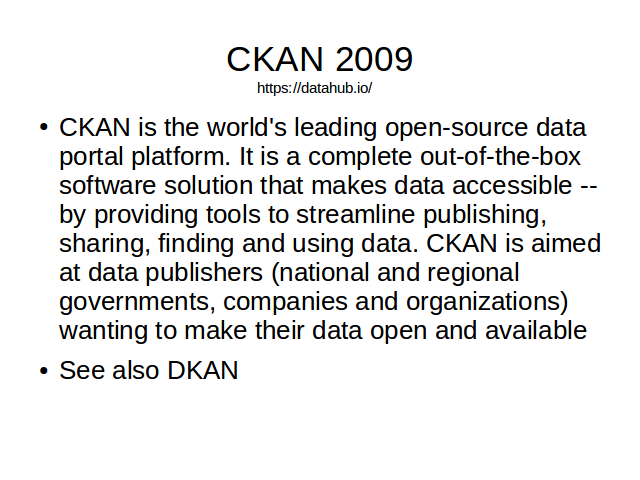 CKAN 2009
https://datahub.io/
• CKAN is the world's leading open-source data
portal platform. It is a complete out-of-the-box
software solution that makes data accessible --
by providing tools to streamline publishing,
sharing, finding and using data. CKAN is aimed
at data publishers (national and regional
governments, companies and organizations)
wanting to make their data open and available
• See also DKAN